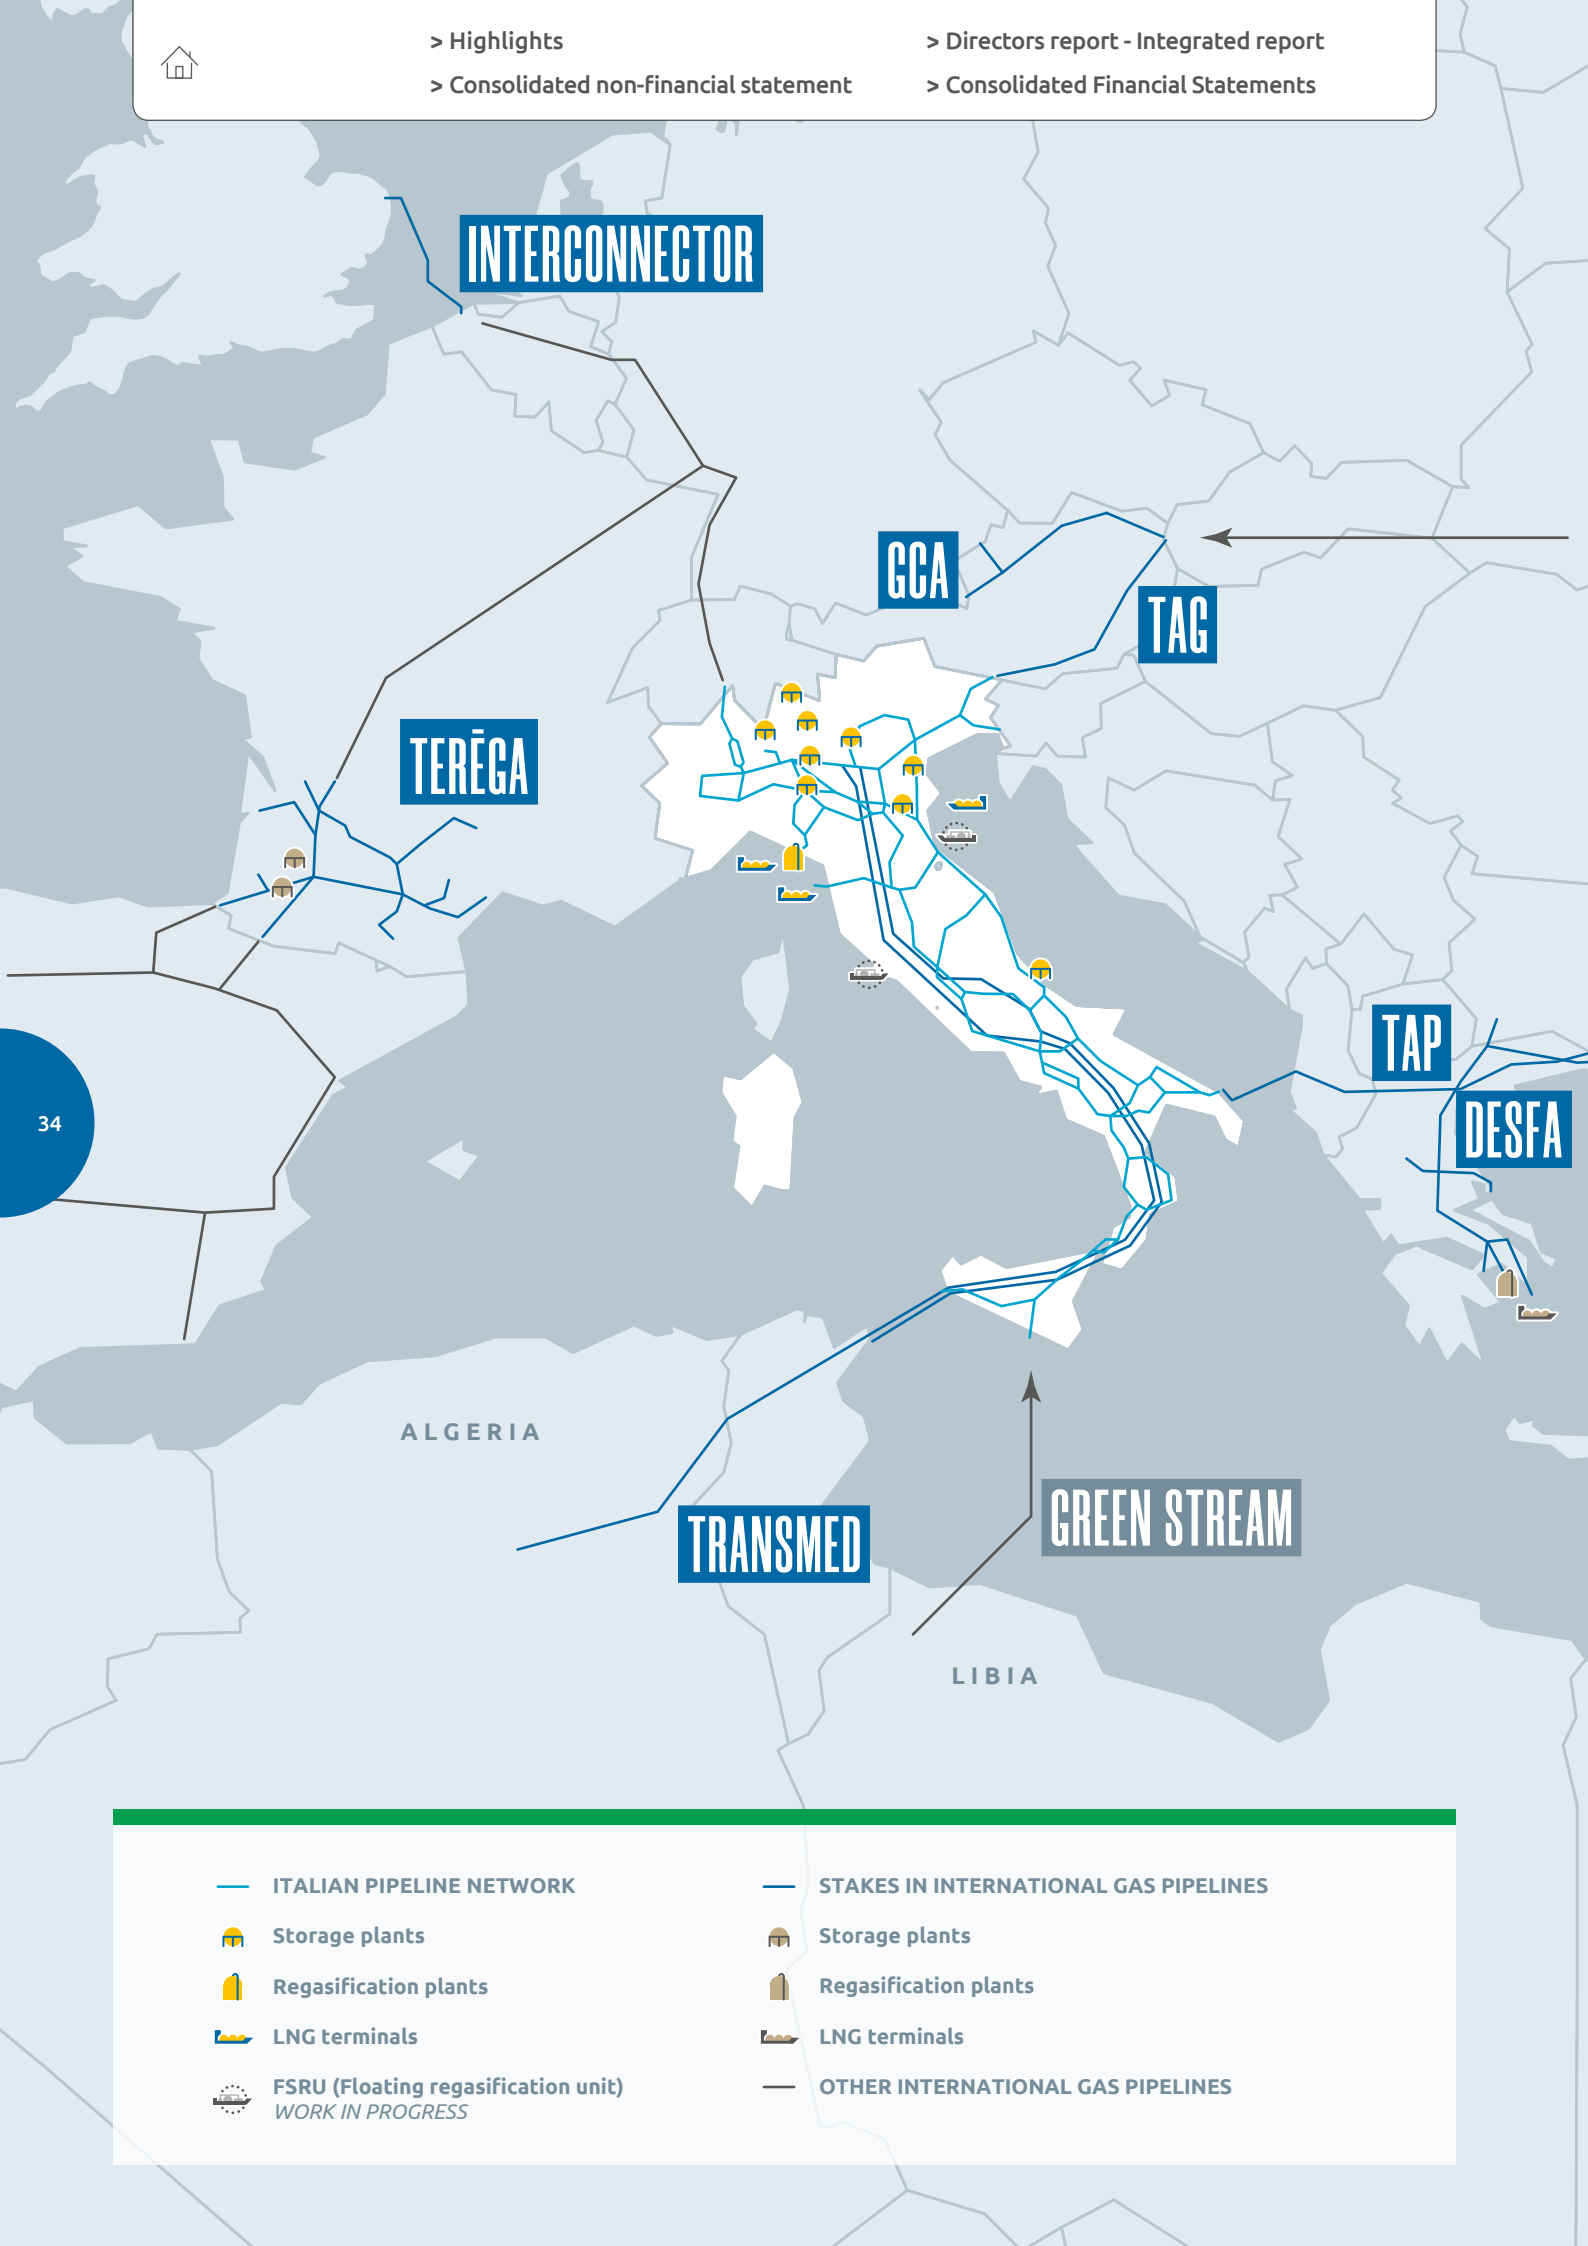 > Highlights
> Consolidated non-financial statement
> Directors report - Integrated report
> Consolidated Financial Statements
INTERCONNECTOR
GCA
TAG
TERĒGA
TAP
DESFA
34
ALGERIA
TRANSMED
GREEN STREAM
LIBIA
ITALIAN PIPELINE NETWORK
Storage plants
Regasification plants
LNG terminals
FSRU (Floating regasification unit)
WORK IN PROGRESS
STAKES IN INTERNATIONAL GAS PIPELINES
Storage plants
Regasification plants
LNG terminals
OTHER INTERNATIONAL GAS PIPELINES